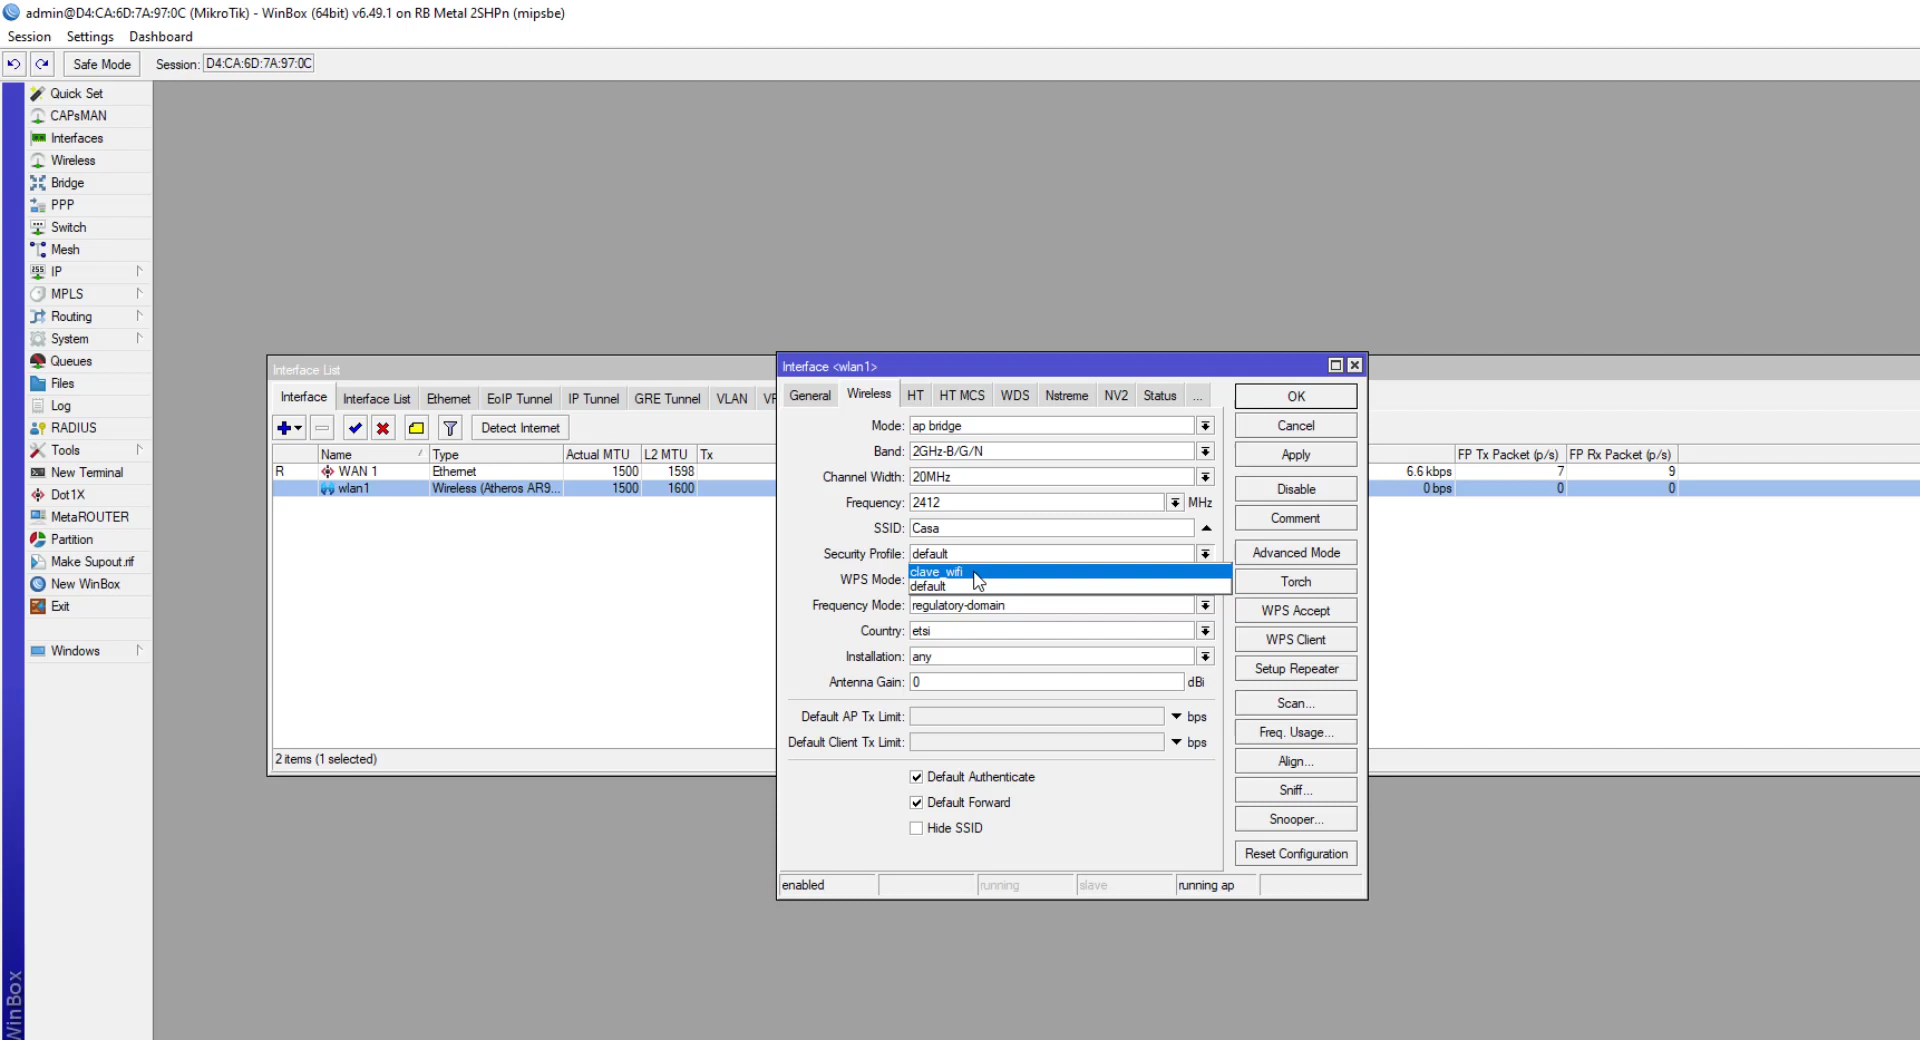 admin@D4:CA:6D:7A:97:0C (MikroTik) - WinBox (64bit) v6.49.1 on RB Metal 2SHPn (mipsbe)
Session Settings Dashboard
Safe Mode Session: D4:CA:6D:7A:97:0C
Quick Set
CAPsMAN
Interfaces
Wireless
Bridge
PPP
Switch
Mesh
IP
MPLS
Routing
System
Queues
Files
Log
RADIUS
Tools
New Terminal
Dot1X
MetaROUTER
Partition
Make Supout.rif
New WinBox
Exit
Windows
WinBox
Interface List
Interface Interface List Ethernet EoIP Tunnel IP Tunnel GRE Tunnel VLAN
Detect Internet
Name Type Actual MTU L2 MTU Tx FP Tx Packet (p/s) FP Rx Packet (p/s)
R WAN 1 Ethernet 1500 1598 6.6 kbps 7 9
wlan1 Wireless (Atheros AR9... 1500 1600 0 bps 0 0
2 items (1 selected)
Interface <wlan1>
General Wireless HT HT MCS WDS Nstreme NV2 Status ...
Mode: ap bridge
Band: 2GHz-B/G/N
Channel Width: 20MHz
Frequency: 2412 MHz
SSID: Casa
Security Profile: default
clave_wifi
WPS Mode: default
Frequency Mode: regulatory-domain
Country: etsi
Installation: any
Antenna Gain: 0 dBi
Default AP Tx Limit: bps
Default Client Tx Limit: bps
Default Authenticate
Default Forward
Hide SSID
enabled running slave running ap
OK
Cancel
Apply
Disable
Comment
Advanced Mode
Torch
WPS Accept
WPS Client
Setup Repeater
Scan...
Freq. Usage...
Align...
Sniff...
Snooper...
Reset Configuration